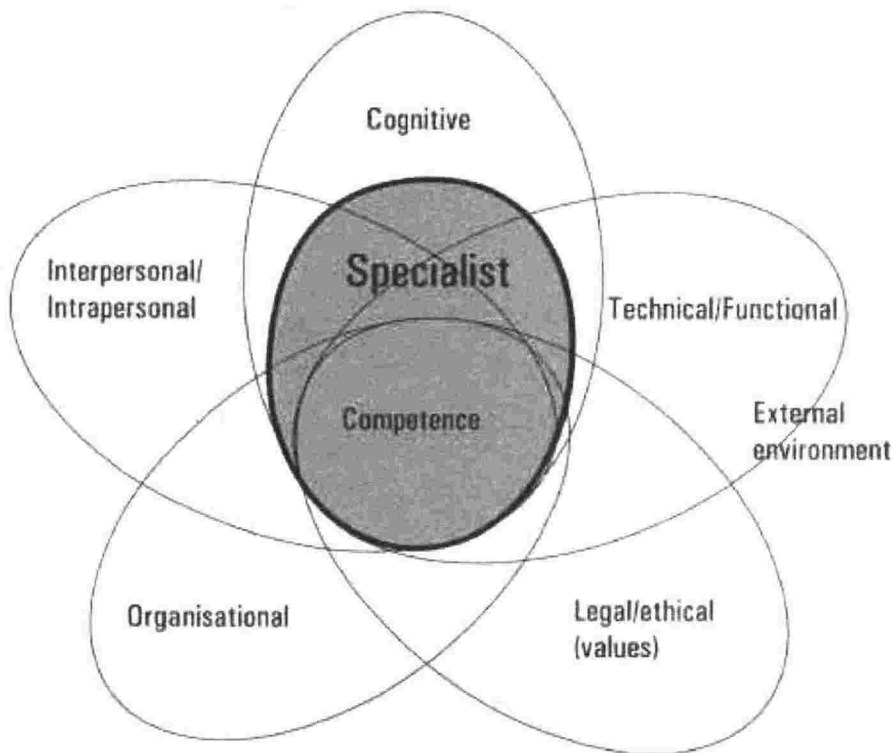 Cognitive
Interpersonal/
Intrapersonal
Specialist
Technical/Functional
Competence
External
environment
Organisational
Legal/ethical
(values)